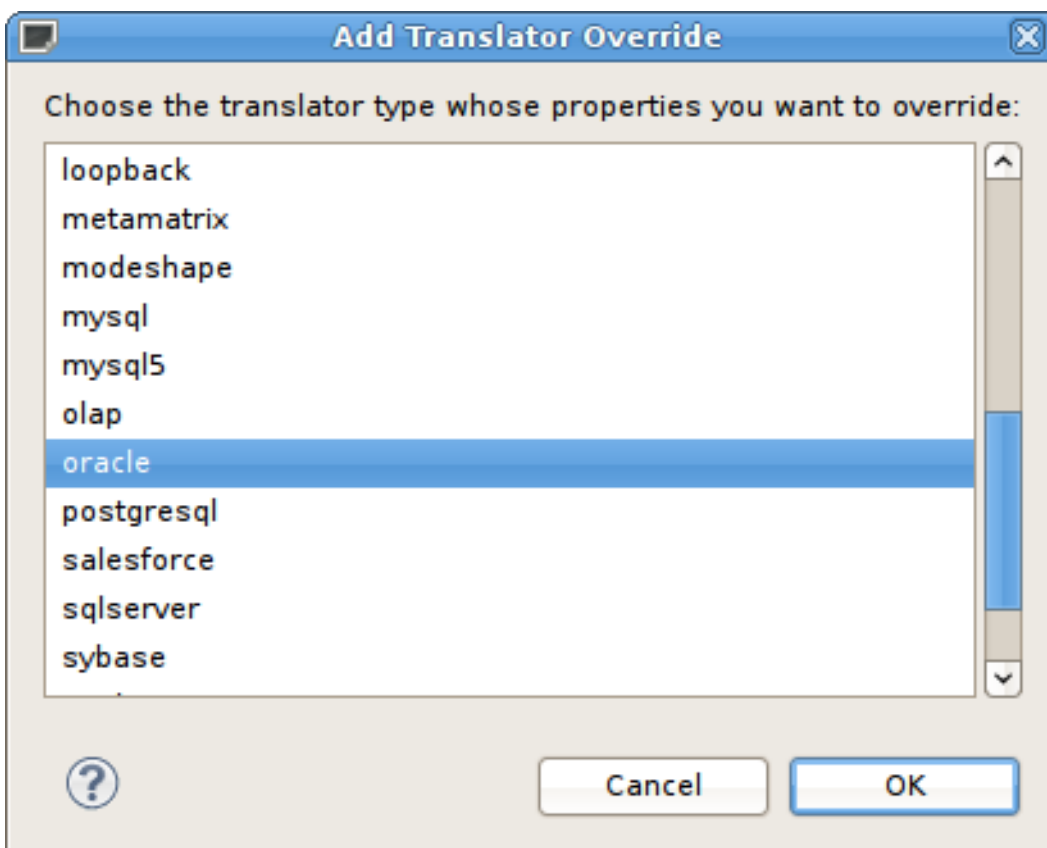 Add Translator Override
Choose the translator type whose properties you want to override:
loopback
metamatrix
modeshape
mysql
mysql5
olap
oracle
postgresql
salesforce
sqlserver
sybase
?
Cancel
OK